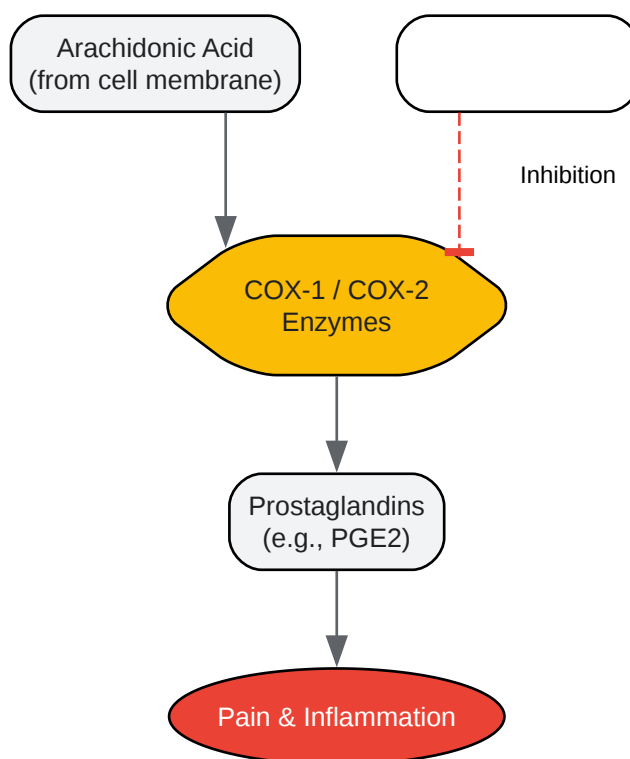 Arachidonic Acid
(from cell membrane)
Inhibition
COX-1 / COX-2
Enzymes
Prostaglandins
(e.g., PGE2)
Pain & Inflammation